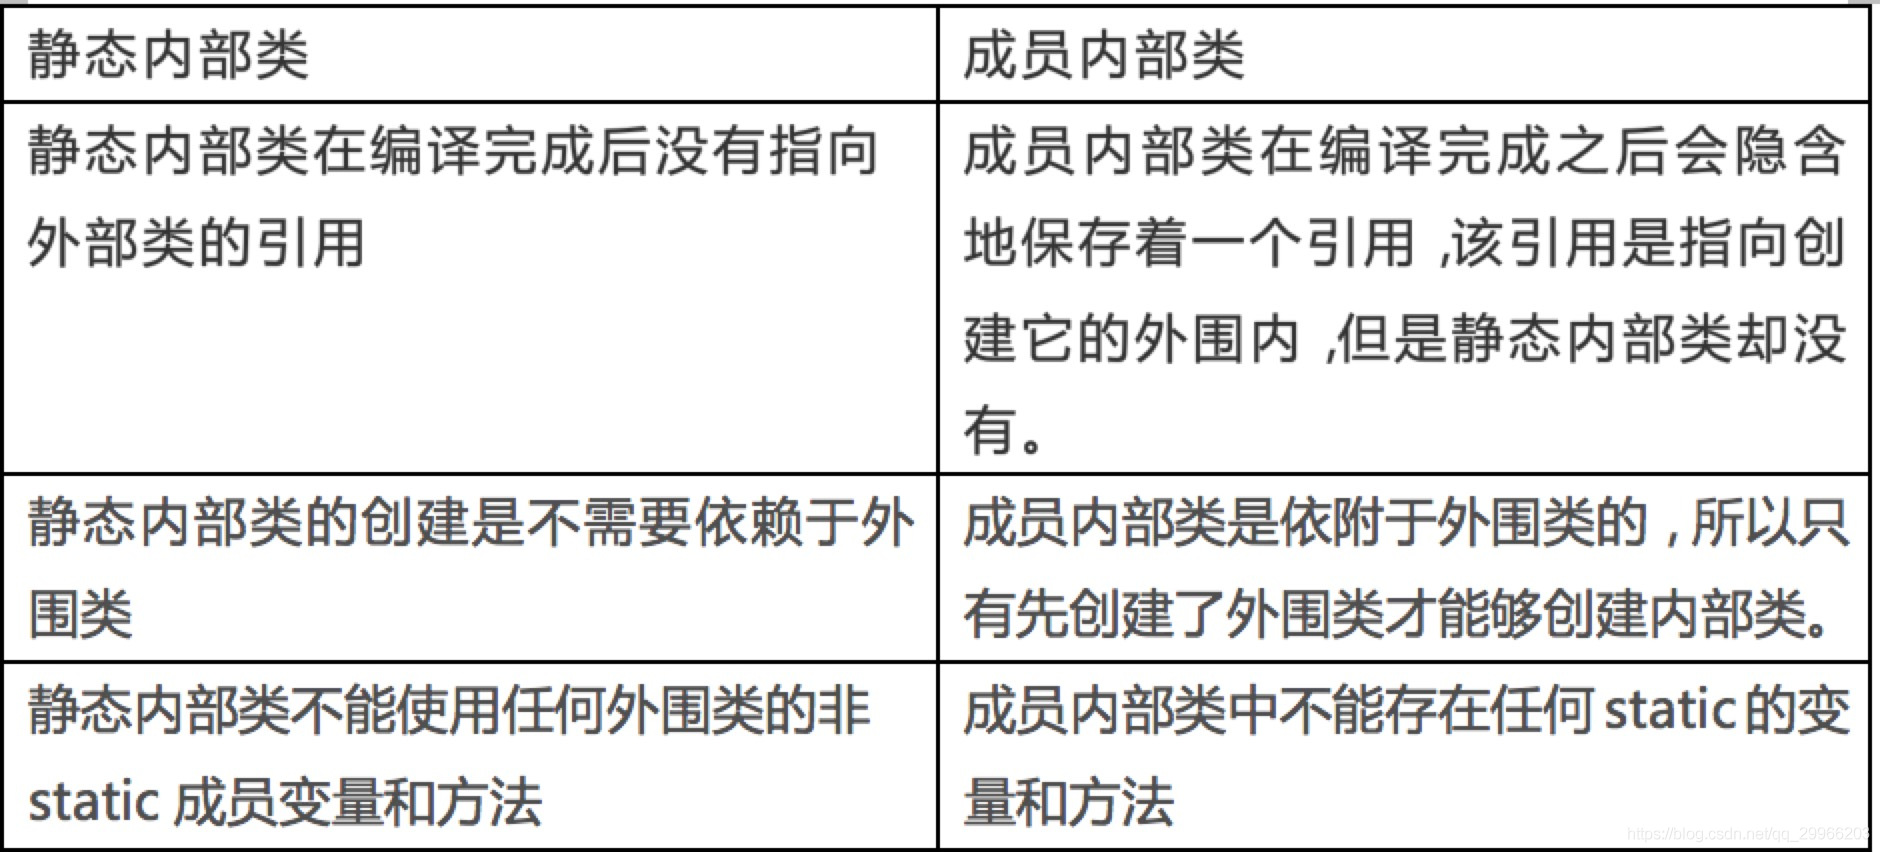 静态内部类
成员内部类
静态内部类在编译完成后没有指向
外部类的引用
成员内部类在编译完成之后会隐含
地保存着一个引用 ,该引用是指向创
建它的外围内 ,但是静态内部类却没
有。
静态内部类的创建是不需要依赖于外
围类
成员内部类是依附于外围类的 , 所以只
有先创建了外围类才能够创建内部类。
静态内部类不能使用任何外围类的非
static 成员变量和方法
成员内部类中不能存在任何 static 的变
量和方法
https://blog.csdn.net/qq_29966203